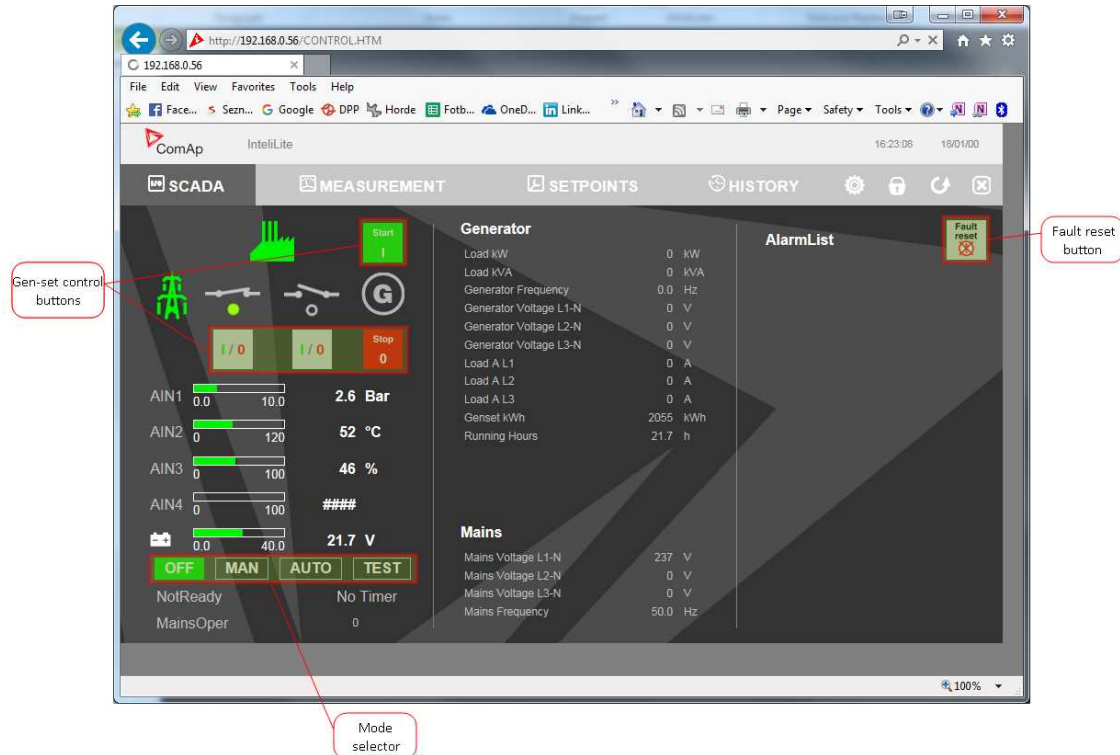 http://192.168.0.56/CONTROL.HTM
192.168.0.56
File Edit View Favorites Tools Help
Face... Sezn... Google DPP Horde Fotb... OneD... Link... » Page Safety Tools
ComAp InteliLite 16:23:08 18/01/00
SCADA MEASUREMENT SETPOINTS HISTORY
Gen-set control
buttons
Start
I
I / 0 I / 0 Stop
0
G
AIN1 0.0 10.0 2.6 Bar
AIN2 0 120 52 °C
AIN3 0 100 46 %
AIN4 0 100 ####
0.0 40.0 21.7 V
OFF MAN AUTO TEST
NotReady No Timer
MainsOper 0
Mode
selector
Generator
Load kW 0 kW
Load kVA 0 kVA
Generator Frequency 0.0 Hz
Generator Voltage L1-N 0 V
Generator Voltage L2-N 0 V
Generator Voltage L3-N 0 V
Load A L1 0 A
Load A L2 0 A
Load A L3 0 A
Genset kWh 2055 kWh
Running Hours 21.7 h
Mains
Mains Voltage L1-N 237 V
Mains Voltage L2-N 0 V
Mains Voltage L3-N 0 V
Mains Frequency 50.0 Hz
AlarmList
Fault
reset
Fault reset
button
100%